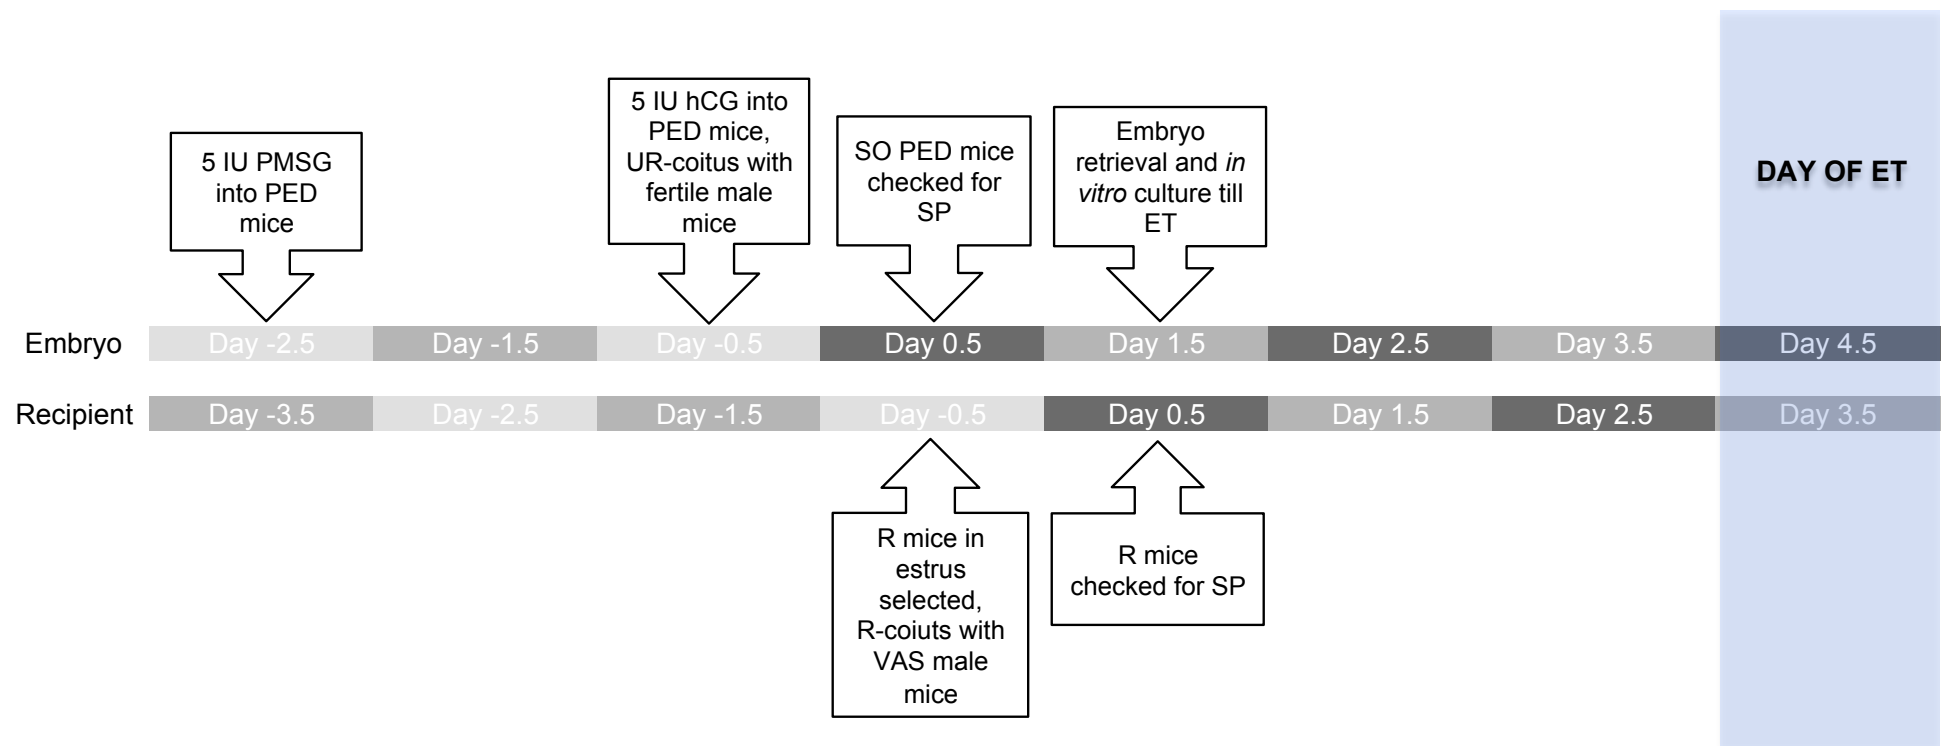 5 IU PMSG
into PED
mice
5 IU hCG into
PED mice,
UR-coitus with
fertile male
mice
SO PED mice
checked for
SP
Embryo
retrieval and in
vitro culture till
ET
DAY OF ET
Embryo Day -2.5 Day -1.5 Day -0.5 Day 0.5 Day 1.5 Day 2.5 Day 3.5 Day 4.5
Recipient Day -3.5 Day -2.5 Day -1.5 Day -0.5 Day 0.5 Day 1.5 Day 2.5 Day 3.5
R mice in
estrus
selected,
R-coiuts with
VAS male
mice
R mice
checked for SP